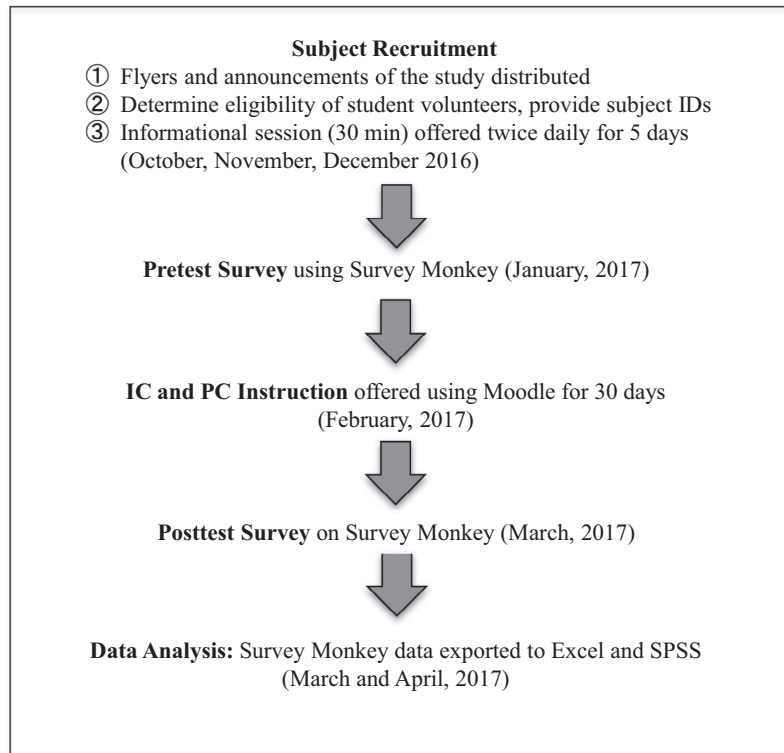 Subject Recruitment
① Flyers and announcements of the study distributed
② Determine eligibility of student volunteers, provide subject IDs
③ Informational session (30 min) offered twice daily for 5 days
(October, November, December 2016)
Pretest Survey using Survey Monkey (January, 2017)
IC and PC Instruction offered using Moodle for 30 days
(February, 2017)
Posttest Survey on Survey Monkey (March, 2017)
Data Analysis: Survey Monkey data exported to Excel and SPSS
(March and April, 2017)